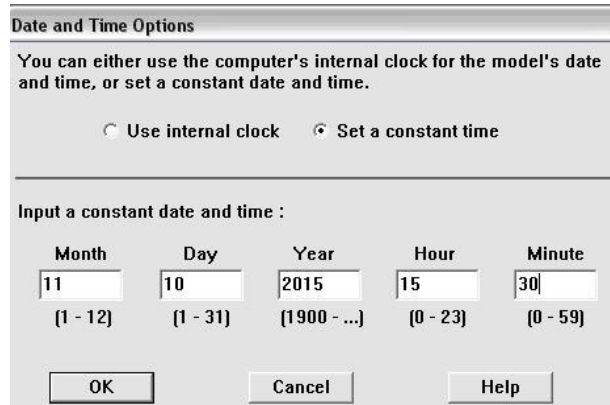 Date and Time Options
You can either use the computer's internal clock for the model's date
and time, or set a constant date and time.
Use internal clock Set a constant time
Input a constant date and time :
Month Day Year Hour Minute
11 10 2015 15 30
(1 - 12) (1 - 31) (1900 - ...) (0 - 23) (0 - 59)
OK Cancel Help